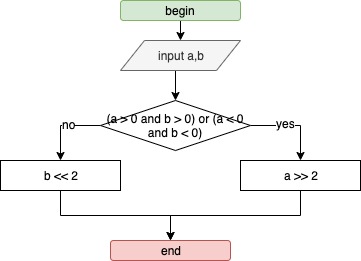 begin
input a,b
(a > 0 and b > 0) or (a < 0
and b < 0)
no
yes
b << 2
a >> 2
end